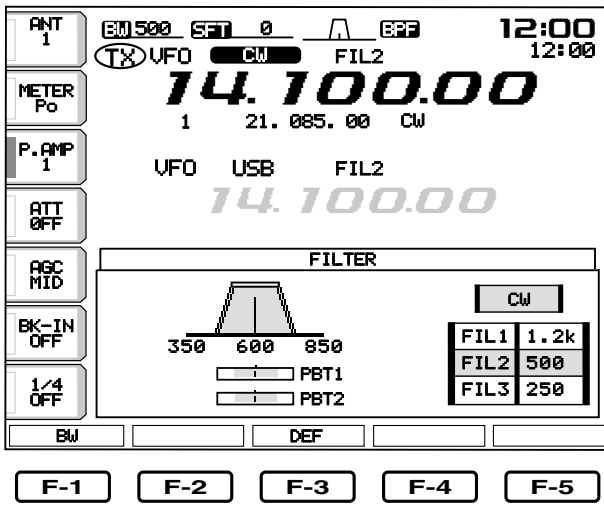 ANT
1
BW 500 SFT 0 BPF 12:00
TX VFO CW FIL2 12:00
METER
Po
14.100.00
1 21.085.00 CW
P.AMP
1
VFO USB FIL2
14.100.00
ATT
OFF
AGC
MID
FILTER
CW
350 600 850
BK-IN
OFF
FIL1 1.2k
PBT1
FIL2 500
PBT2
FIL3 250
1/4
OFF
BW DEF
F-1 F-2 F-3 F-4 F-5